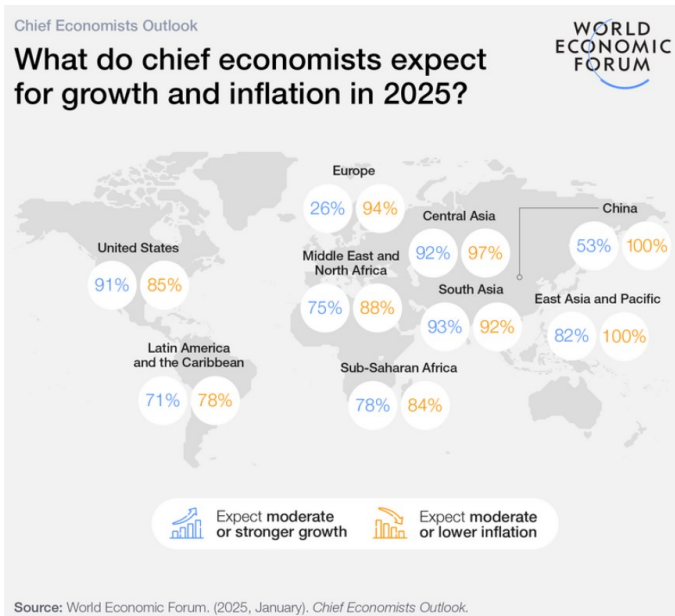 Chief Economists Outlook
WORLD
ECONOMIC
FORUM
What do chief economists expect
for growth and inflation in 2025?
Europe
26% 94%
Central Asia
92% 97%
China
53% 100%
United States
91% 85%
Middle East and
North Africa
75% 88%
South Asia
93% 92%
East Asia and Pacific
82% 100%
Latin America
and the Caribbean
71% 78%
Sub-Saharan Africa
78% 84%
Expect moderate
or stronger growth
Expect moderate
or lower inflation
Source: World Economic Forum. (2025, January). Chief Economists Outlook.